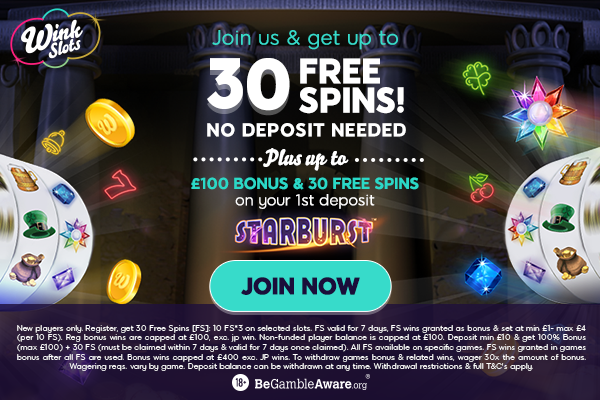 Wink
Slots
Join us & get up to
30 FREE
SPINS!
NO DEPOSIT NEEDED
Plus up to
£100 BONUS & 30 FREE SPINS
on your 1st deposit
STARBURST™
JOIN NOW
New players only. Register, get 30 Free Spins [FS]: 10 FS*3 on selected slots. FS valid for 7 days, FS wins granted as bonus & set at min £1- max £4
(per 10 FS). Reg bonus wins are capped at £100, exc. jp win. Non-funded player balance is capped at £100. Deposit min £10 & get 100% Bonus
(max £100) + 30 FS (must be claimed within 7 days & valid for 7 days once claimed). All FS available on specific games. FS wins granted in games
bonus after all FS are used. Bonus wins capped at £400 exc. JP wins. To withdraw games bonus & related wins, wager 30x the amount of bonus.
Wagering reqs. vary by game. Deposit balance can be withdrawn at any time. Withdrawal restrictions & full T&C's apply.
18+ BeGambleAware.org®